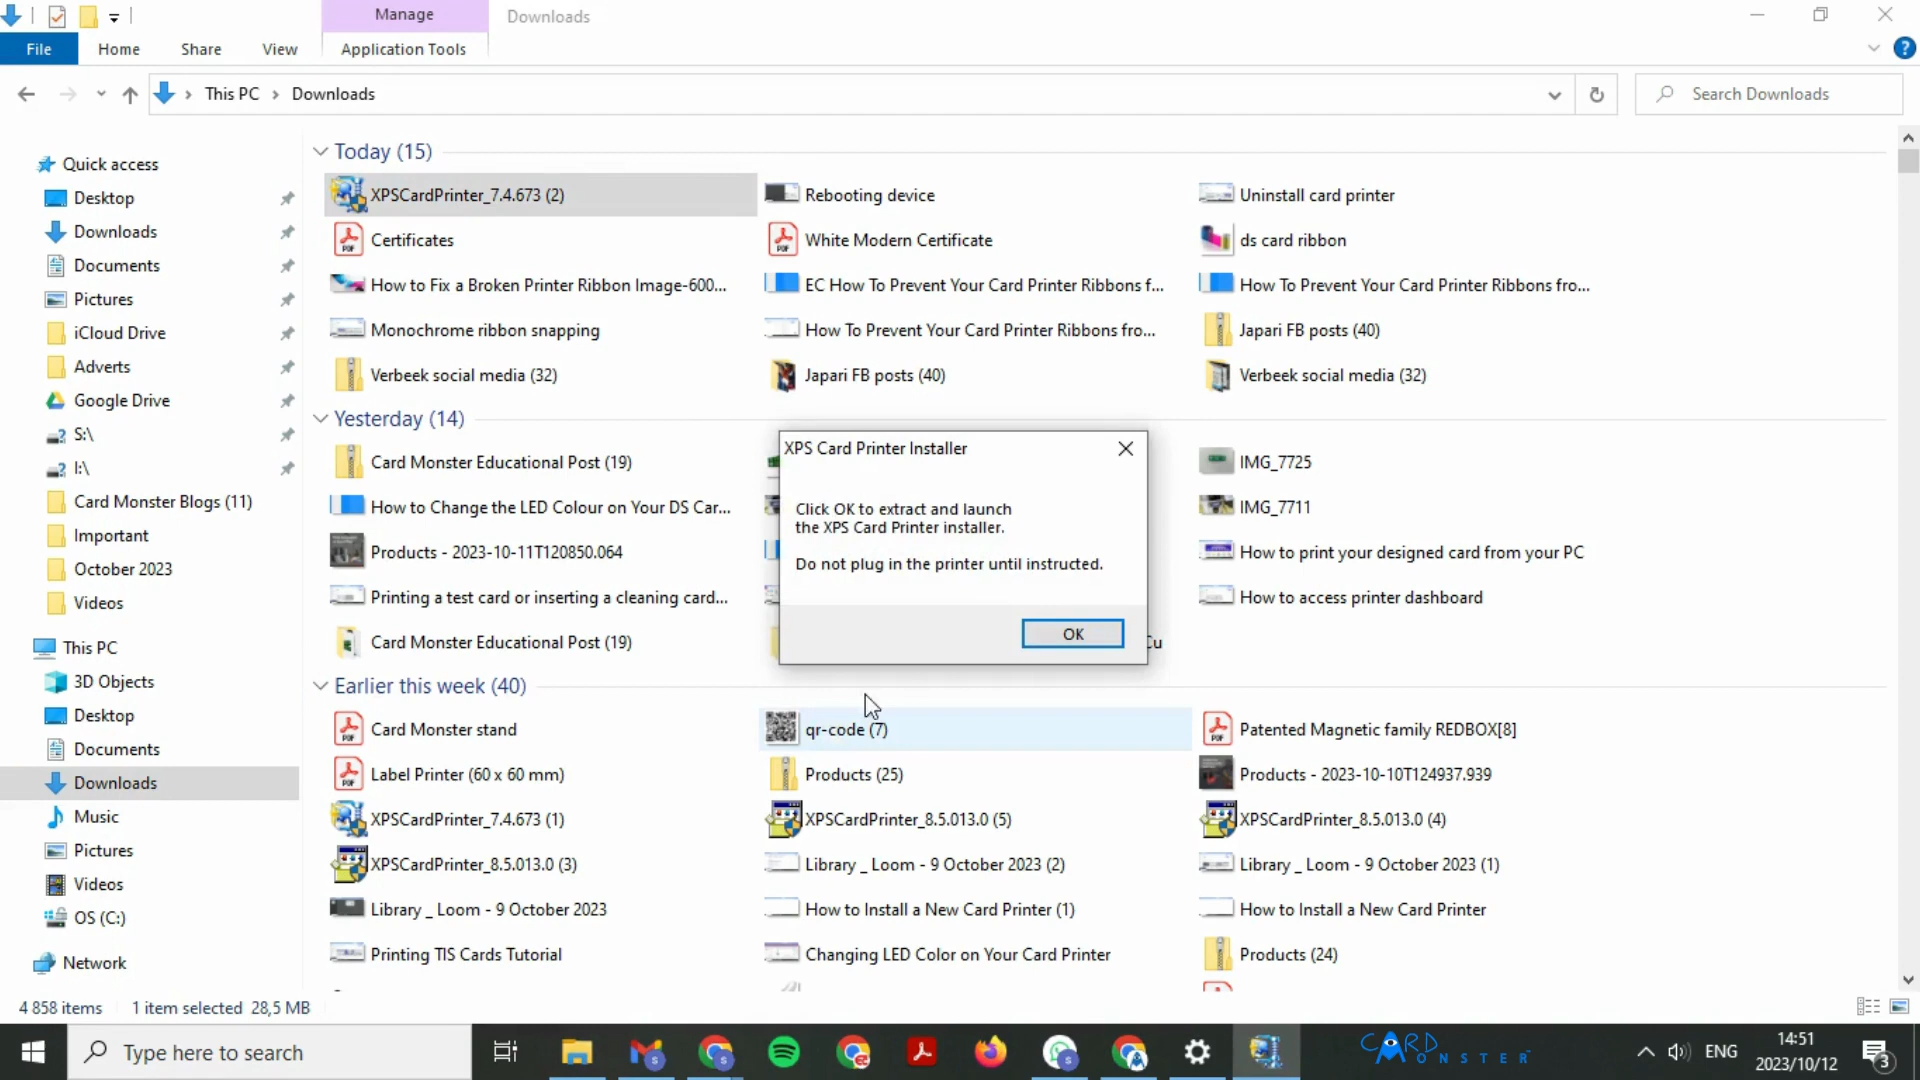 Manage
Downloads
File
Home
Share
View
Application Tools
This PC
Downloads
Search Downloads
Quick access
Desktop
Downloads
Documents
Pictures
iCloud Drive
Adverts
Google Drive
S:\
I:\
Card Monster Blogs (11)
Important
October 2023
Videos
This PC
3D Objects
Desktop
Documents
Downloads
Music
Pictures
Videos
OS (C:)
Network
Today (15)
XPSCardPrinter_7.4.673 (2)
Rebooting device
Uninstall card printer
Certificates
White Modern Certificate
ds card ribbon
How to Fix a Broken Printer Ribbon Image-600...
EC How To Prevent Your Card Printer Ribbons f...
How To Prevent Your Card Printer Ribbons fro...
Monochrome ribbon snapping
How To Prevent Your Card Printer Ribbons fro...
Japari FB posts (40)
Verbeek social media (32)
Japari FB posts (40)
Verbeek social media (32)
Yesterday (14)
Card Monster Educational Post (19)
IMG_7725
How to Change the LED Colour on Your DS Car...
IMG_7711
Products - 2023-10-11T120850.064
How to print your designed card from your PC
Printing a test card or inserting a cleaning card...
How to access printer dashboard
Card Monster Educational Post (19)
Cu
XPS Card Printer Installer
Click OK to extract and launch
the XPS Card Printer installer.
Do not plug in the printer until instructed.
OK
Earlier this week (40)
Card Monster stand
qr-code (7)
Patented Magnetic family REDBOX[8]
Label Printer (60 x 60 mm)
Products (25)
Products - 2023-10-10T124937.939
XPSCardPrinter_7.4.673 (1)
XPSCardPrinter_8.5.013.0 (5)
XPSCardPrinter_8.5.013.0 (4)
XPSCardPrinter_8.5.013.0 (3)
Library _ Loom - 9 October 2023 (2)
Library _ Loom - 9 October 2023 (1)
Library _ Loom - 9 October 2023
How to Install a New Card Printer (1)
How to Install a New Card Printer
Printing TIS Cards Tutorial
Changing LED Color on Your Card Printer
Products (24)
4 858 items
1 item selected 28,5 MB
Type here to search
CARD MONSTER
ENG
14:51
2023/10/12
3